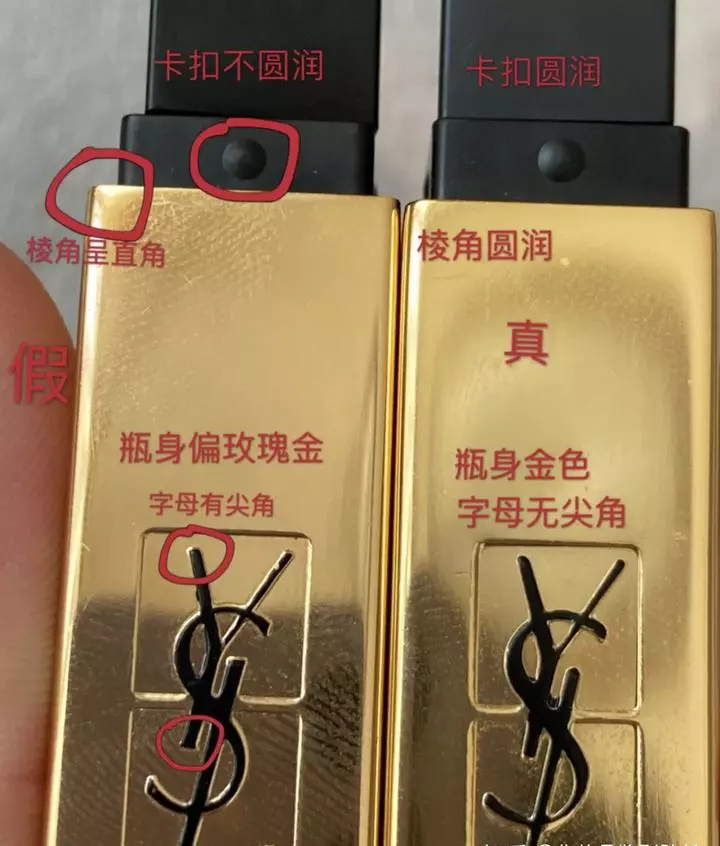 卡扣不圆润
卡扣圆润
棱角呈直角
棱角圆润
假
真
瓶身偏玫瑰金
瓶身金色
字母有尖角
字母无尖角
YSL
YSL